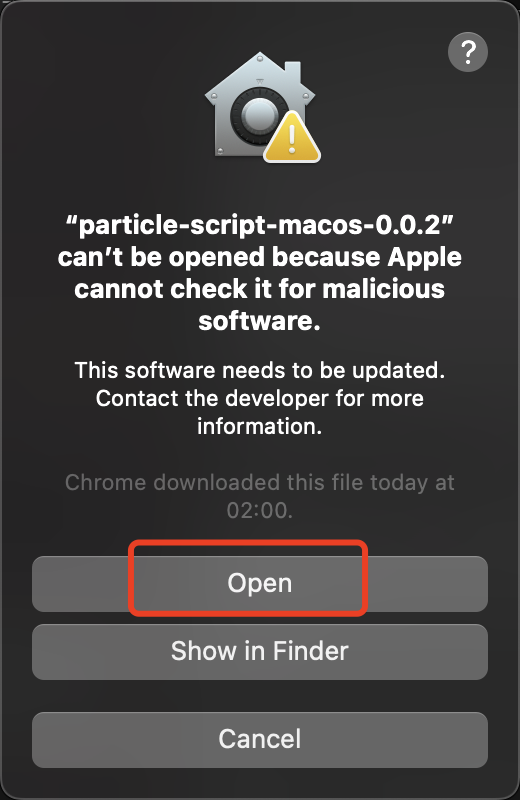 ?
“particle-script-macos-0.0.2”
can’t be opened because Apple
cannot check it for malicious
software.
This software needs to be updated.
Contact the developer for more
information.
Chrome downloaded this file today at
02:00.
Open
Show in Finder
Cancel